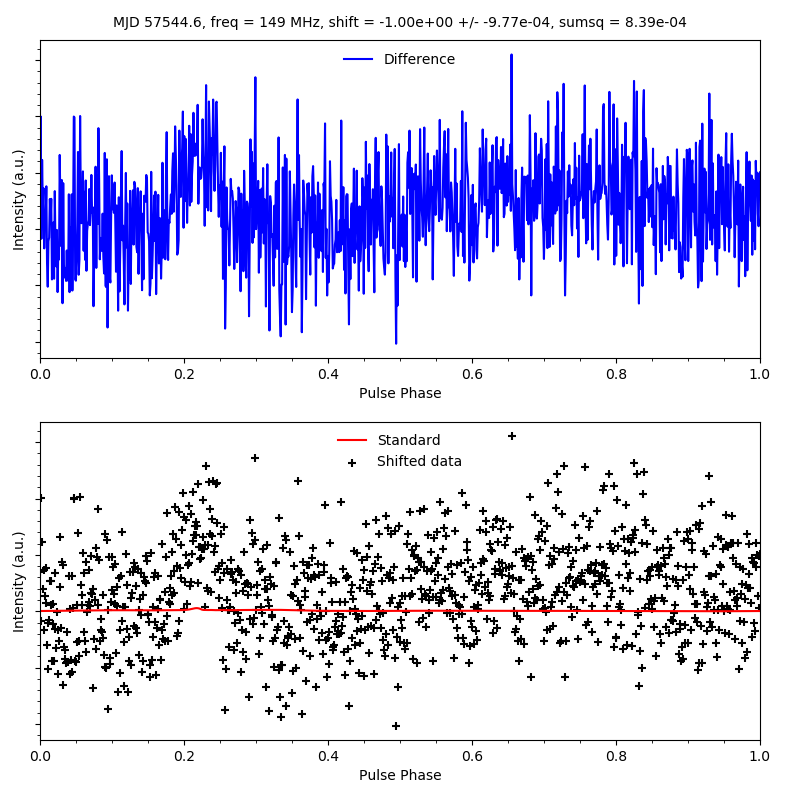 MJD 57544.6, freq = 149 MHz, shift = -1.00e+00 +/- -9.77e-04, sumsq = 8.39e-04
Difference
Intensity (a.u.)
0.0 0.2 0.4 0.6 0.8 1.0
Pulse Phase
Standard
Shifted data
Intensity (a.u.)
0.0 0.2 0.4 0.6 0.8 1.0
Pulse Phase